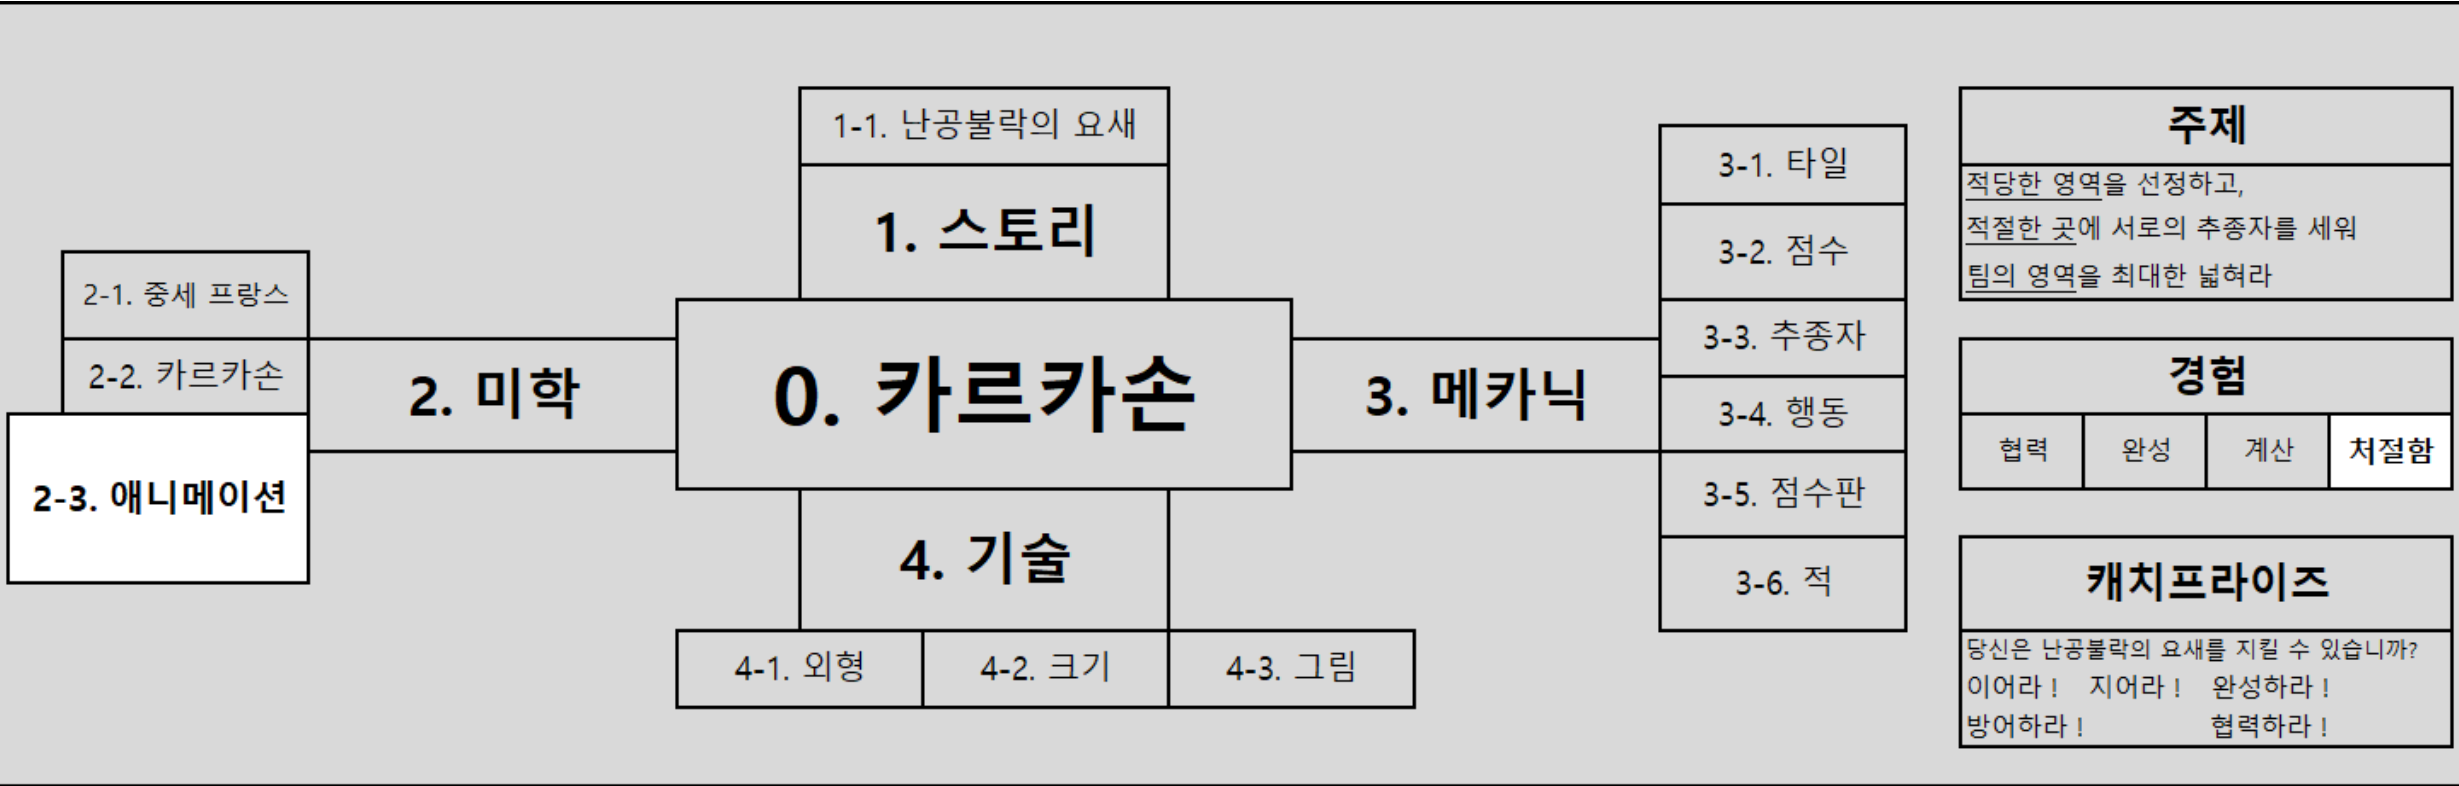 1-1. 난공불락의 요새
1. 스토리
2-1. 중세 프랑스
2-2. 카르카손
2-3. 애니메이션
2. 미학
0. 카르카손
3. 메카닉
4. 기술
4-1. 외형
4-2. 크기
4-3. 그림
3-1. 타일
3-2. 점수
3-3. 추종자
3-4. 행동
3-5. 점수판
3-6. 적
주제
적당한 영역을 선정하고,
적절한 곳에 서로의 추종자를 세워
팀의 영역을 최대한 넓혀라
경험
협력 완성 계산 처절함
캐치프라이즈
당신은 난공불락의 요새를 지킬 수 있습니까?
이어라 ! 지어라 ! 완성하라 !
방어하라 ! 협력하라 !